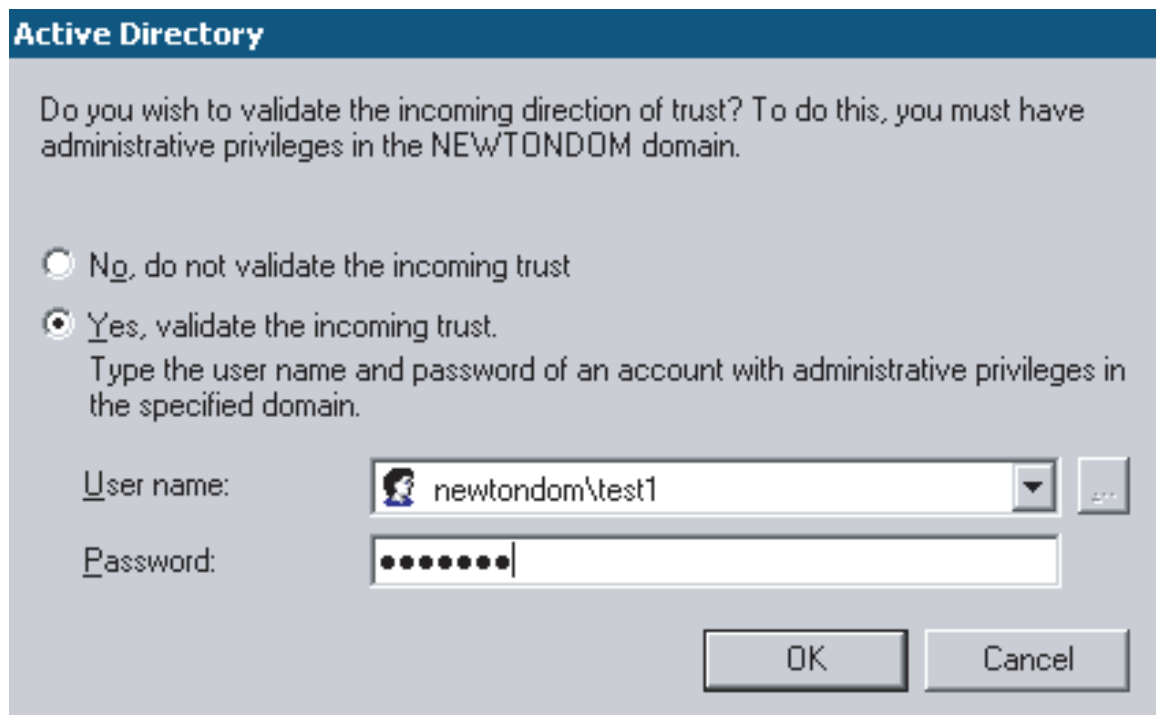 Active Directory
Do you wish to validate the incoming direction of trust? To do this, you must have
administrative privileges in the NEWTONDOM domain.
No, do not validate the incoming trust
Yes, validate the incoming trust.
Type the user name and password of an account with administrative privileges in
the specified domain.
User name:
newtondom\test1
...
Password:
●●●●●●●
OK
Cancel